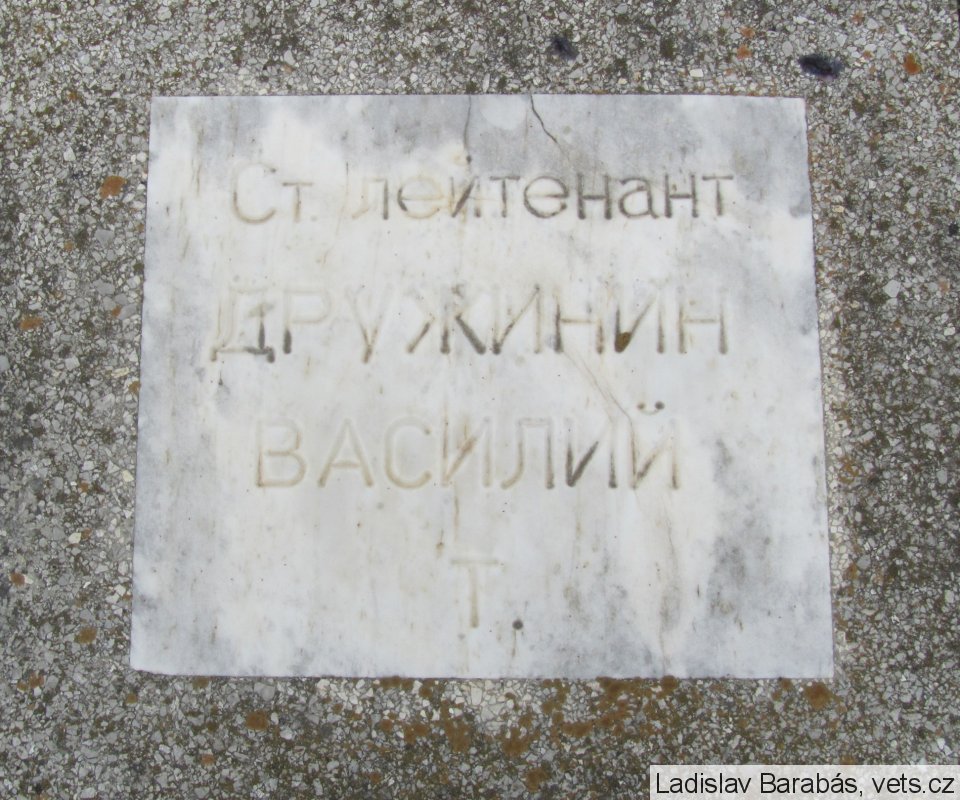 Ст. лейтенант
ДРУЖИНИН
ВАСИЛИЙ
Т.
Ladislav Barabás, vets.cz